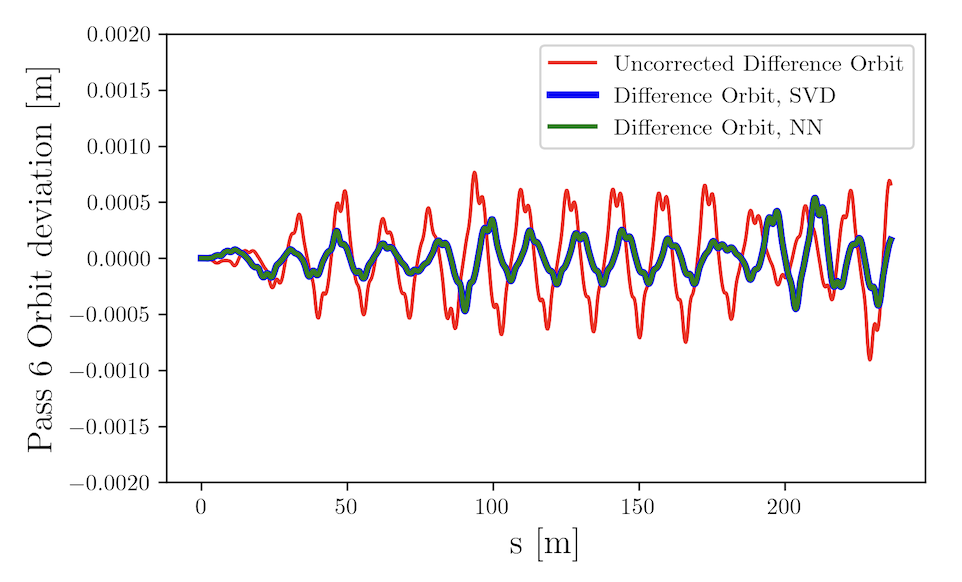 0.0020
0.0015
0.0010
0.0005
0.0000
−0.0005
−0.0010
−0.0015
−0.0020
Pass 6 Orbit deviation [m]
Uncorrected Difference Orbit
Difference Orbit, SVD
Difference Orbit, NN
0 50 100 150 200
s [m]